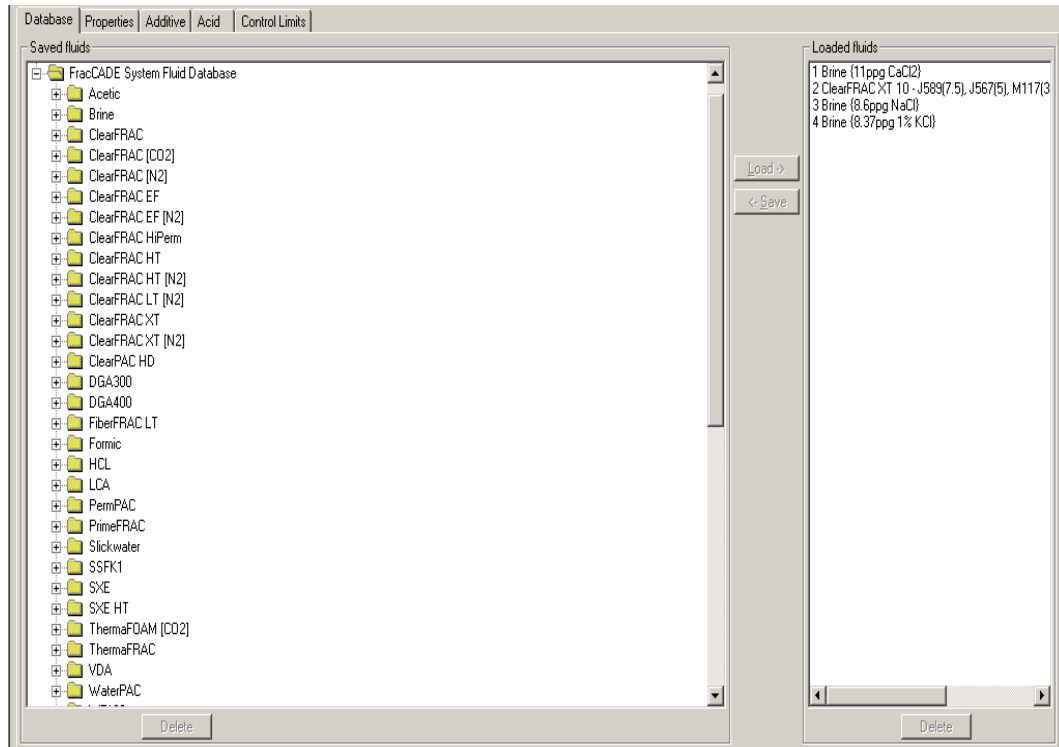 Database Properties Additive Acid Control Limits
Saved fluids
FracCADE System Fluid Database
Acetic
Brine
ClearFRAC
ClearFRAC [CO2]
ClearFRAC [N2]
ClearFRAC EF
ClearFRAC EF [N2]
ClearFRAC HiPerm
ClearFRAC HT
ClearFRAC HT [N2]
ClearFRAC LT [N2]
ClearFRAC XT
ClearFRAC XT [N2]
ClearPAC HD
DGA300
DGA400
FiberFRAC LT
Formic
HCL
LCA
PermPAC
PrimeFRAC
Slickwater
SSFK1
SXE
SXE HT
ThermaFOAM [CO2]
ThermaFRAC
VDA
WaterPAC
Delete
Load ->
<- Save
Loaded fluids
1 Brine {11ppg CaCl2}
2 ClearFRAC XT 10 - J589(7.5), J567(5), M117(3
3 Brine {8.6ppg NaCl}
4 Brine {8.37ppg 1% KCl}
Delete